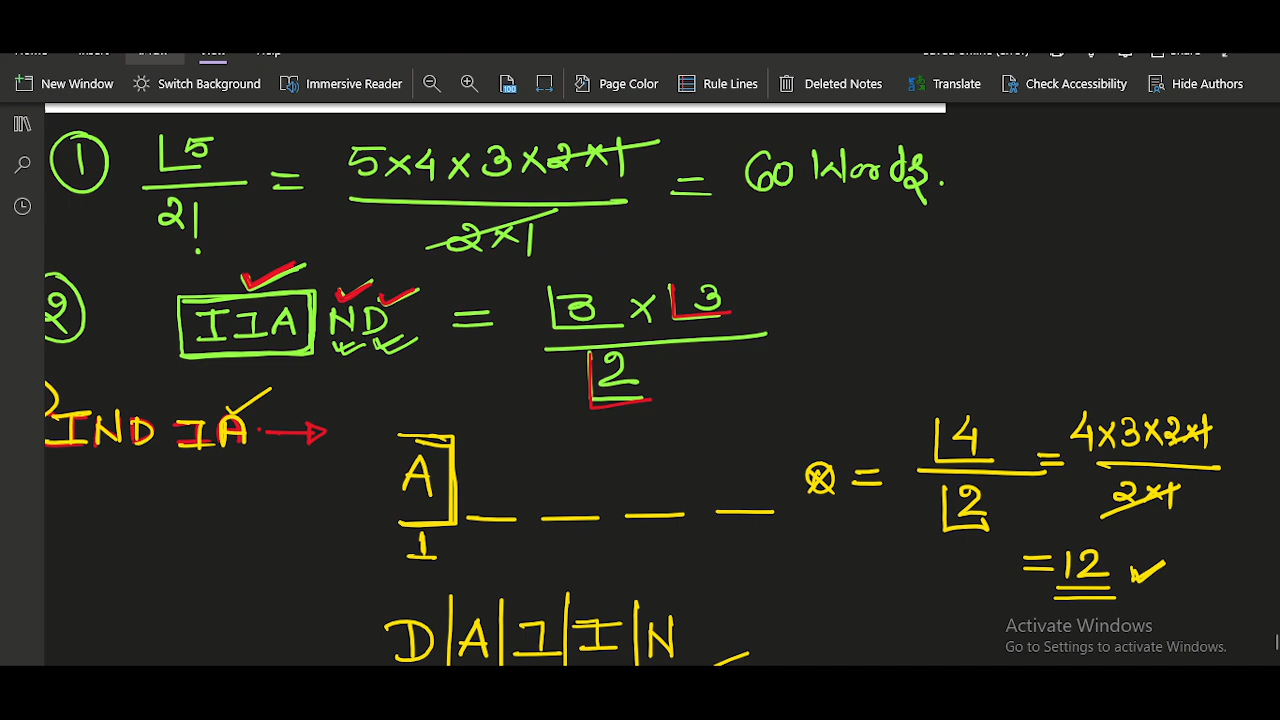 New Window Switch Background Immersive Reader 100 Page Color Rule Lines Deleted Notes Translate Check Accessibility Hide Authors
① ⌊5 / 2! = 5×4×3×2×1 / 2×1 = 60 Words.
② IIA ND = ⌊3 × ⌊3 / ⌊2
INDIA →
A _ _ _ _ = ⌊4 / ⌊2 = 4×3×2×1 / 2×1
1
= 12 ✓
D|A|I|I|N
Activate Windows
Go to Settings to activate Windows.